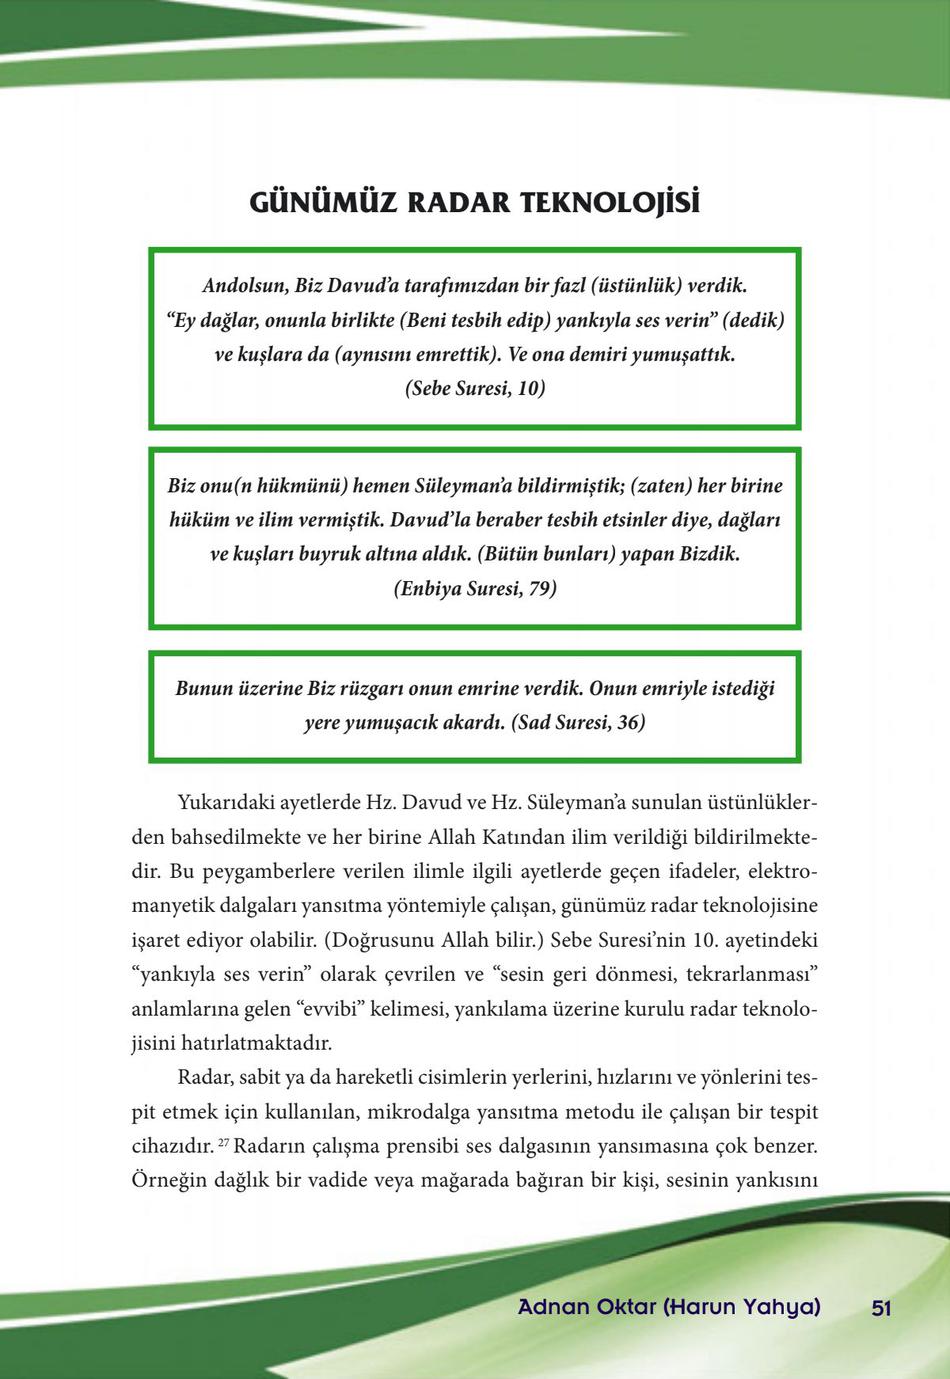 GÜNÜMÜZ RADAR TEKNOLOJİSİ
Andolsun, Biz Davud’a tarafımızdan bir fazl (üstünlük) verdik.
“Ey dağlar, onunla birlikte (Beni tesbih edip) yankıyla ses verin” (dedik)
ve kuşlara da (aynısını emrettik). Ve ona demiri yumuşattık.
(Sebe Suresi, 10)
Biz onu(n hükmünü) hemen Süleyman’a bildirmiştik; (zaten) her birine
hüküm ve ilim vermiştik. Davud’la beraber tesbih etsinler diye, dağları
ve kuşları buyruk altına aldık. (Bütün bunları) yapan Bizdik.
(Enbiya Suresi, 79)
Bunun üzerine Biz rüzgarı onun emrine verdik. Onun emriyle istediği
yere yumuşacık akardı. (Sad Suresi, 36)
Yukarıdaki ayetlerde Hz. Davud ve Hz. Süleyman’a sunulan üstünlükler-
den bahsedilmekte ve her birine Allah Katından ilim verildiği bildirilmekte-
dir. Bu peygamberlere verilen ilimle ilgili ayetlerde geçen ifadeler, elektro-
manyetik dalgaları yansıtma yöntemiyle çalışan, günümüz radar teknolojisine
işaret ediyor olabilir. (Doğrusunu Allah bilir.) Sebe Suresi’nin 10. ayetindeki
“yankıyla ses verin” olarak çevrilen ve “sesin geri dönmesi, tekrarlanması”
anlamlarına gelen “evvibi” kelimesi, yankılama üzerine kurulu radar teknolo-
jisini hatırlatmaktadır.
Radar, sabit ya da hareketli cisimlerin yerlerini, hızlarını ve yönlerini tes-
pit etmek için kullanılan, mikrodalga yansıtma metodu ile çalışan bir tespit
cihazıdır. 27 Radarın çalışma prensibi ses dalgasının yansımasına çok benzer.
Örneğin dağlık bir vadide veya mağarada bağıran bir kişi, sesinin yankısını
Adnan Oktar (Harun Yahya) 51